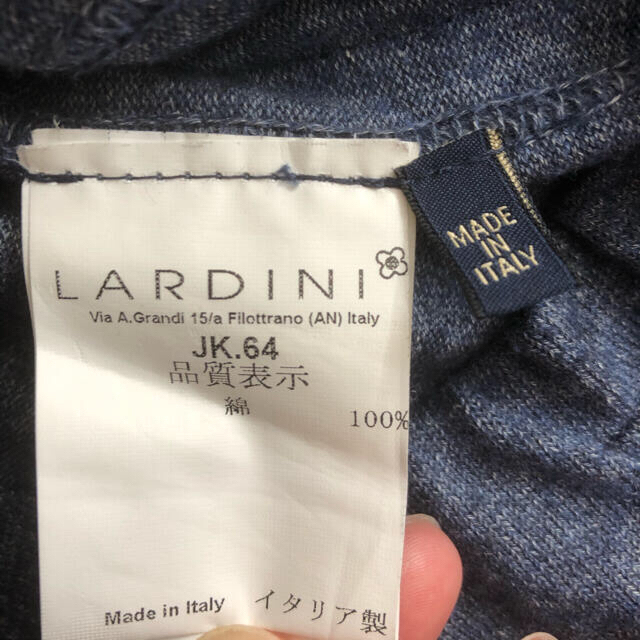 LARDINI
Via A.Grandi 15/a Filottrano (AN) Italy
JK.64
品質表示
綿 100%
Made in Italy イタリア製
MADE
IN
ITALY